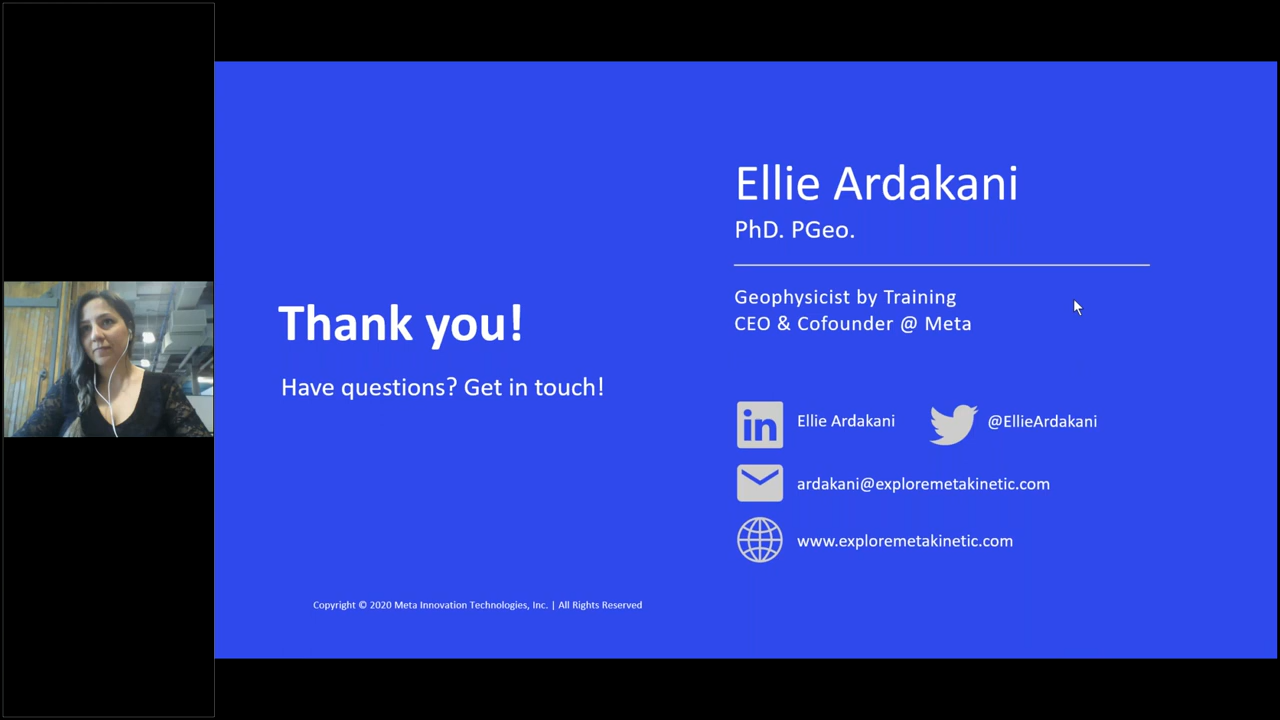 Thank you!
Have questions? Get in touch!
Copyright © 2020 Meta Innovation Technologies, Inc. | All Rights Reserved
Ellie Ardakani
PhD. PGeo.
Geophysicist by Training
CEO & Cofounder @ Meta
in Ellie Ardakani @EllieArdakani
ardakani@exploremetakinetic.com
www.exploremetakinetic.com